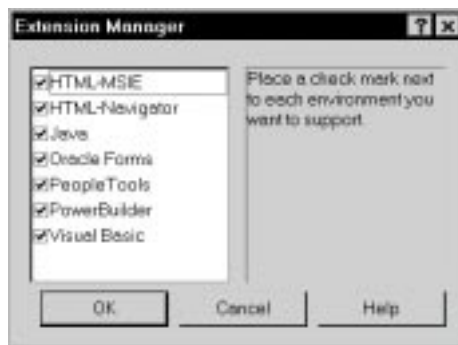 Extension Manager
HTML-MSIE
HTML-Navigator
Java
Oracle Forms
PeopleTools
PowerBuilder
Visual Basic
Place a check mark next
to each environment you
want to support.
OK
Cancel
Help